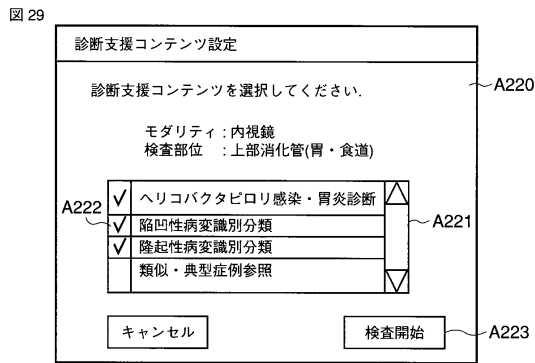 図 29
診断支援コンテンツ設定
診断支援コンテンツを選択してください.
A220
モダリティ : 内視鏡
検査部位 : 上部消化管(胃・食道)
✓ ヘリコバクタピロリ感染・胃炎診断
A222 ✓ 陥凹性病変識別分類 A221
✓ 隆起性病変識別分類
類似・典型症例参照
キャンセル 検査開始 A223